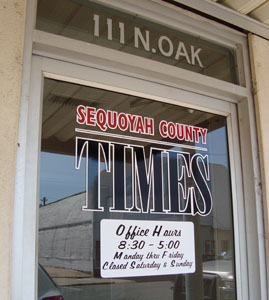 111 N. OAK
SEQUOYAH COUNTY
TIMES
Office Hours
8:30 - 5:00
Monday thru Friday
Closed Saturday & Sunday